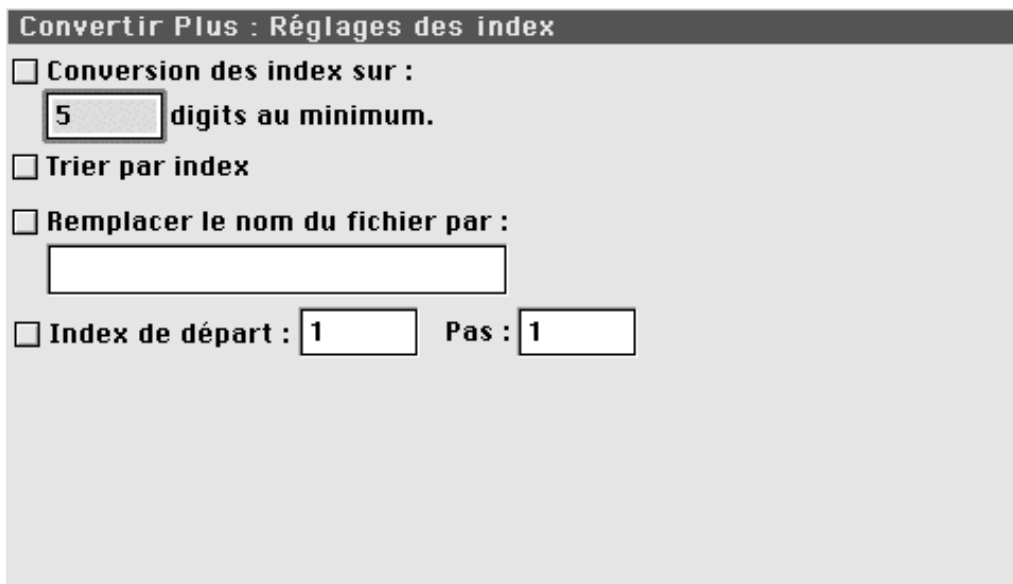 Convertir Plus : Réglages des index
Conversion des index sur :
5 digits au minimum.
Trier par index
Remplacer le nom du fichier par :
Index de départ : 1 Pas : 1